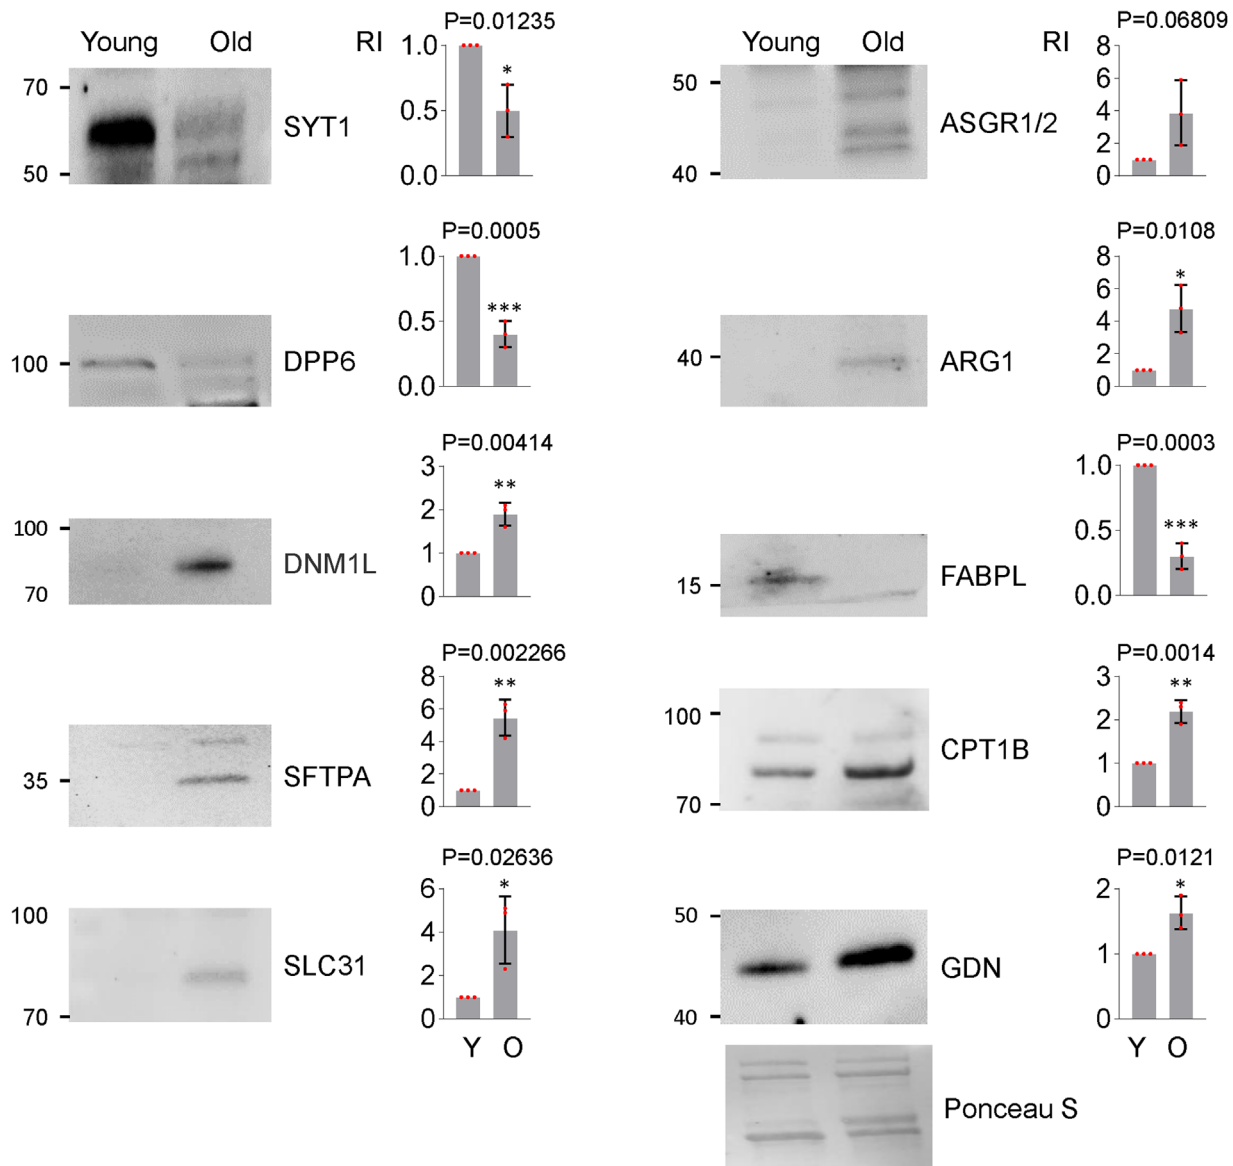 Young Old RI P=0.01235
70
50
SYT1
1.0
0.5
0.0
*
P=0.0005
100
DPP6
1.0
0.5
0.0
***
P=0.00414
100
70
DNM1L
3
2
1
0
**
P=0.002266
35
SFTPA
8
6
4
2
0
**
P=0.02636
100
70
SLC31
6
4
2
0
*
Y O
Young Old RI P=0.06809
50
40
ASGR1/2
8
6
4
2
0
P=0.0108
40
ARG1
8
6
4
2
0
*
P=0.0003
15
FABPL
1.0
0.5
0.0
***
P=0.0014
100
70
CPT1B
3
2
1
0
**
P=0.0121
50
40
GDN
2
1
0
*
Y O
Ponceau S